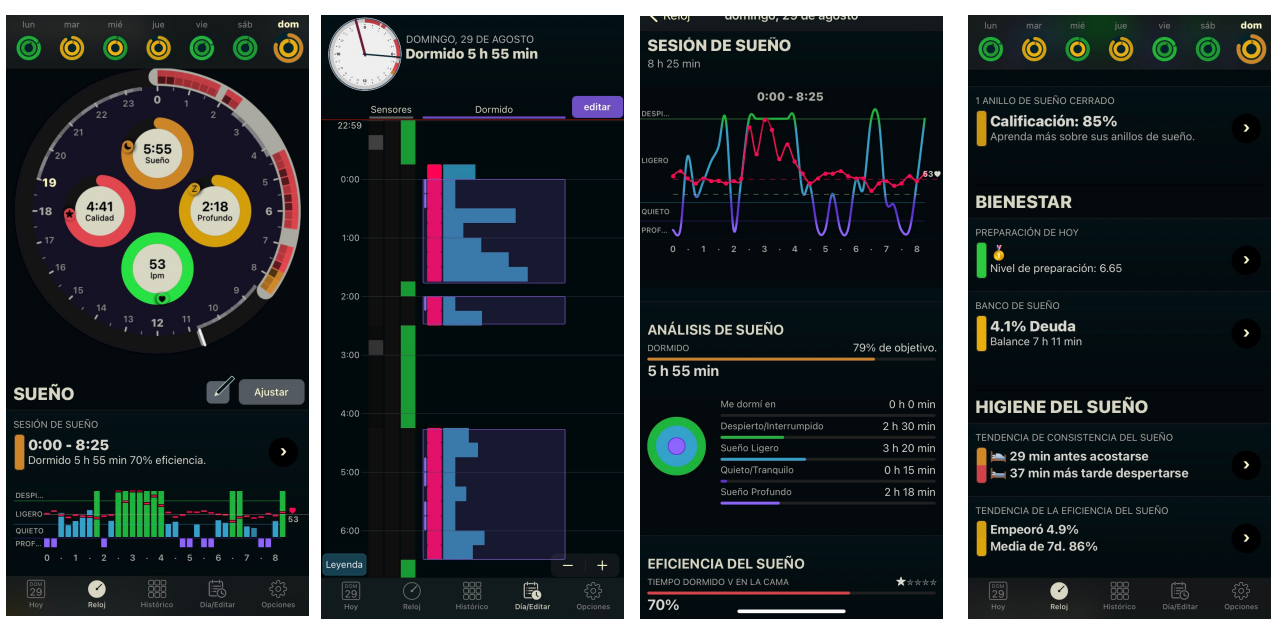 lun mar mié jue vie sáb dom
23 0 1
22 2
21 3
20 4
19 5
18 6
17 7
16 8
15 9
14 10
13 12 11
5:55
Sueño
4:41
Calidad
2:18
Profundo
53
lpm
SUEÑO
Ajustar
SESIÓN DE SUEÑO
0:00 - 8:25
Dormido 5 h 55 min 70% eficiencia.
DESPI...
LIGERO
53
QUIETO
PROF...
0 · 1 · 2 · 3 · 4 · 5 · 6 · 7 · 8
DOM
29
Hoy Reloj Histórico Día/Editar Opciones
DOMINGO, 29 DE AGOSTO
Dormido 5 h 55 min
Sensores Dormido editar
22:59
0:00
1:00
2:00
3:00
4:00
5:00
6:00
Leyenda − +
DOM
29
Hoy Reloj Histórico Día/Editar Opciones
Reloj domingo, 29 de agosto
SESIÓN DE SUEÑO
8 h 25 min
0:00 - 8:25
DESPI...
LIGERO
53
QUIETO
PROF...
0 · 1 · 2 · 3 · 4 · 5 · 6 · 7 · 8
ANÁLISIS DE SUEÑO
DORMIDO 79% de objetivo.
5 h 55 min
Me dormí en 0 h 0 min
Despierto/Interrumpido 2 h 30 min
Sueño Ligero 3 h 20 min
Quieto/Tranquilo 0 h 15 min
Sueño Profundo 2 h 18 min
EFICIENCIA DEL SUEÑO
TIEMPO DORMIDO V EN LA CAMA
70%
lun mar mié jue vie sáb dom
1 ANILLO DE SUEÑO CERRADO
Calificación: 85%
Aprenda más sobre sus anillos de sueño.
BIENESTAR
PREPARACIÓN DE HOY
Nivel de preparación: 6.65
BANCO DE SUEÑO
4.1% Deuda
Balance 7 h 11 min
HIGIENE DEL SUEÑO
TENDENCIA DE CONSISTENCIA DEL SUEÑO
29 min antes acostarse
37 min más tarde despertarse
TENDENCIA DE LA EFICIENCIA DEL SUEÑO
Empeoró 4.9%
Media de 7d. 86%
DOM
29
Hoy Reloj Histórico Día/Editar Opciones